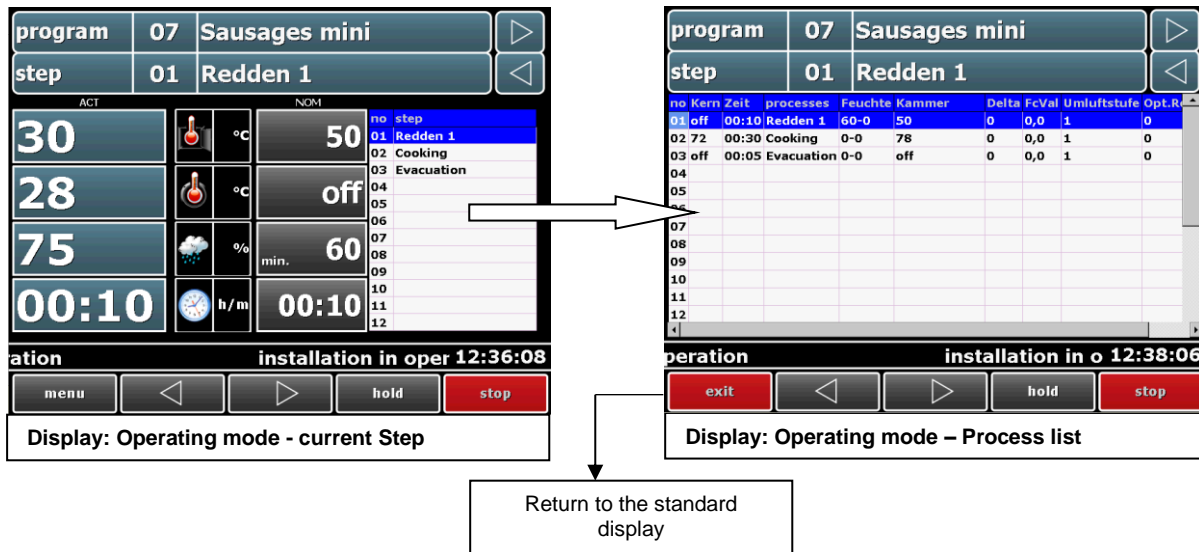 program 07 Sausages mini
step 01 Redden 1
ACT NOM
30 °C 50
28 °C off
75 % min. 60
00:10 h/m 00:10
no step
01 Redden 1
02 Cooking
03 Evacuation
04
05
06
07
08
09
10
11
12
ration installation in oper 12:36:08
menu hold stop
Display: Operating mode - current Step
program 07 Sausages mini
step 01 Redden 1
no Kern Zeit processes Feuchte Kammer Delta FcVal Umluftstufe Opt.Re
01 off 00:10 Redden 1 60-0 50 0 0,0 1 0
02 72 00:30 Cooking 0-0 78 0 0,0 1 0
03 off 00:05 Evacuation 0-0 off 0 0,0 1 0
04
05
06
07
08
09
10
11
12
peration installation in o 12:38:06
exit hold stop
Display: Operating mode – Process list
Return to the standard
display